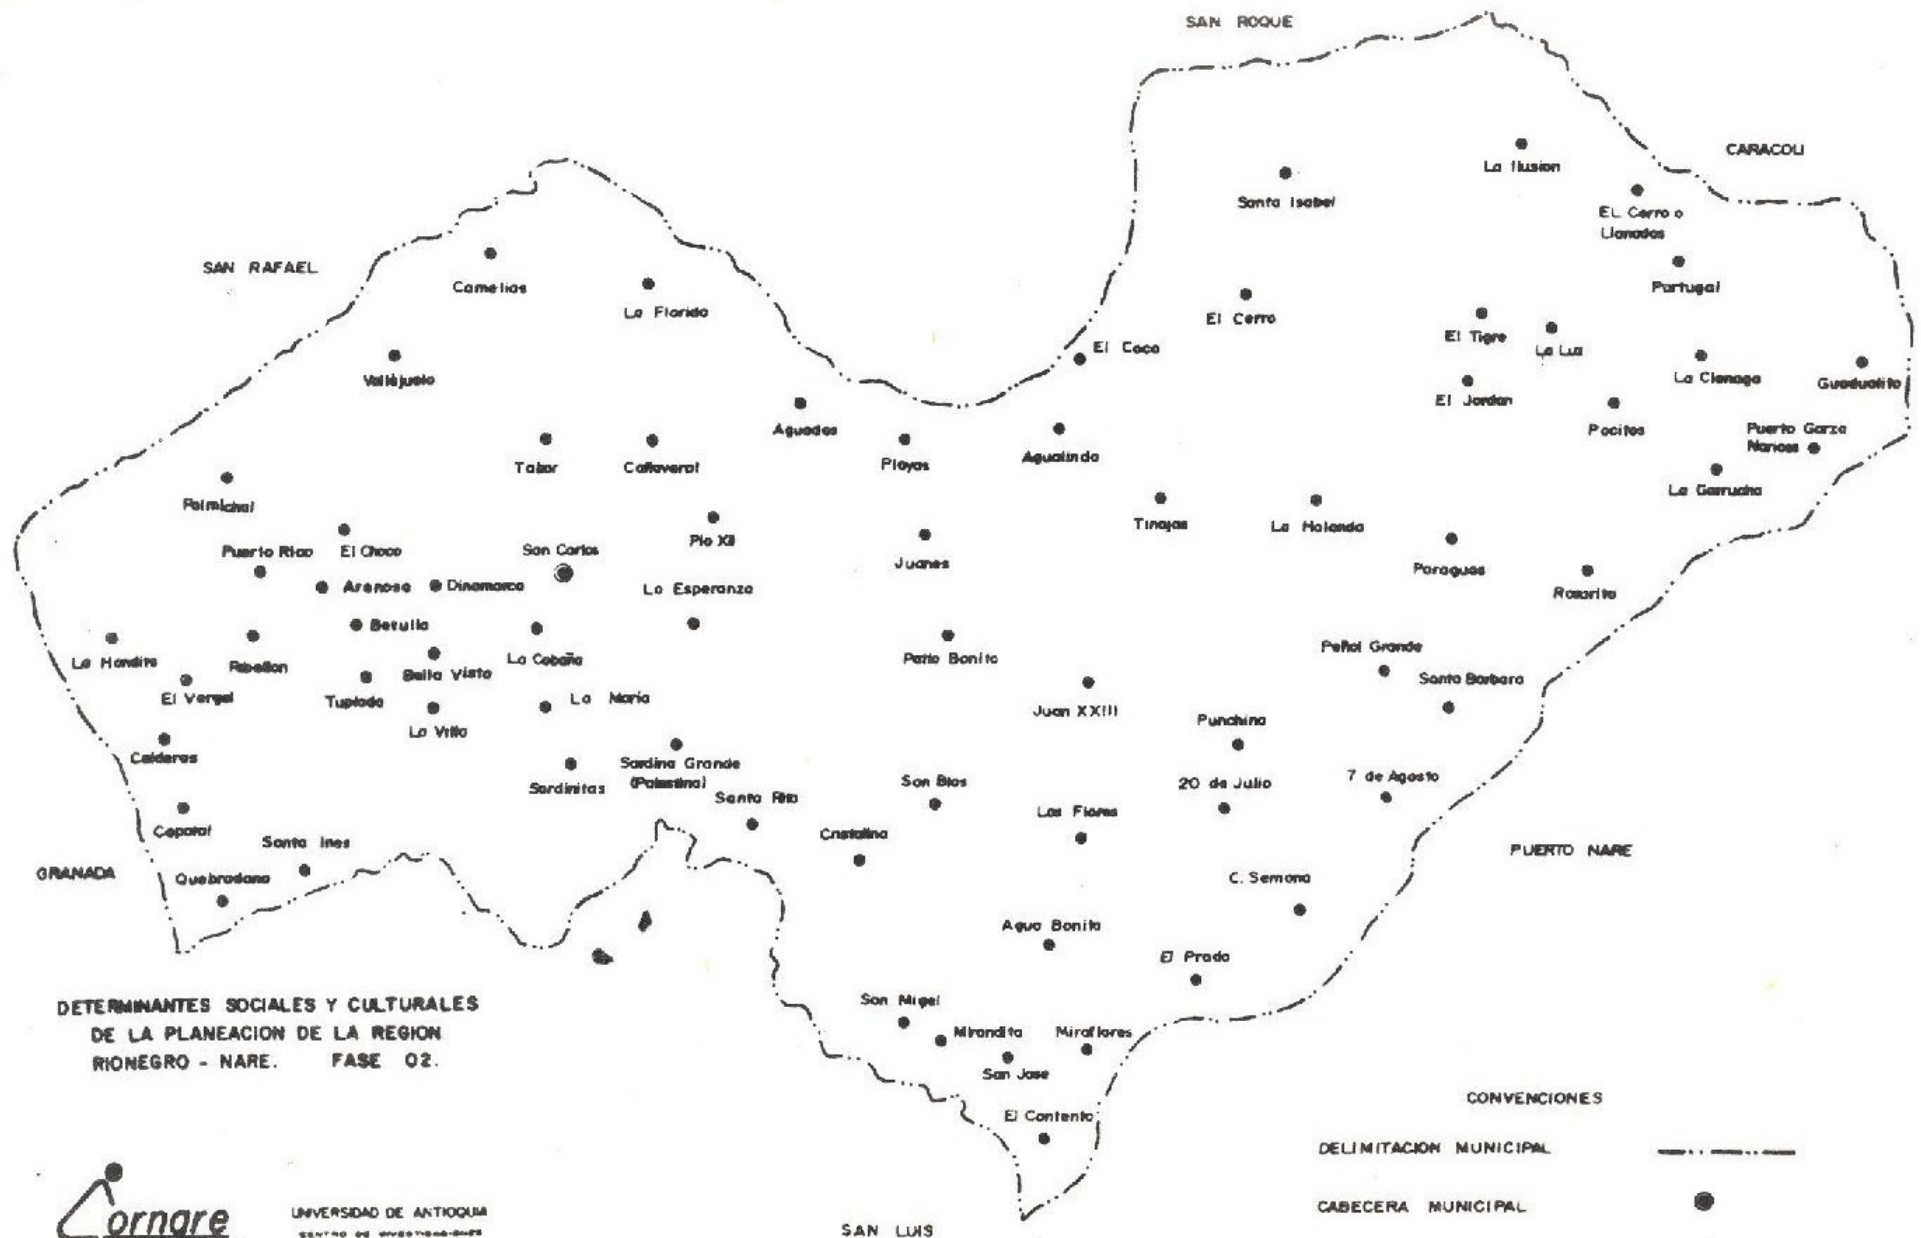 SAN ROQUE
CARACOLI
La Ilusion
Santa Isabel
EL Cerro o
Llanadas
SAN RAFAEL
Camelias
Portugal
La Florida
El Cerro
El Tigre
La Luz
El Coco
Vallejuelo
La Cienaga
Guadualito
El Jordan
Aguadas
Pocitos
Puerto Garza
Narices
Tabor
Cañaveral
Playas
Agualinda
La Garrucha
Palmichal
Tinajas
La Holanda
Pio XII
Puerto Rico
El Choco
San Carlos
Juanes
Paraguas
Arenosa
Dinamarca
La Esperanza
Rosarito
Betulia
La Hondita
Rebellon
La Cabaña
Patio Bonito
Peñol Grande
Bella Vista
Santa Barbara
El Vergel
Tupiada
La Maria
Juan XXIII
Punchina
La Villa
Calderas
Sardina Grande
(Palestina)
Sardinitas
San Blas
20 de Julio
7 de Agosto
Santa Rita
Las Flores
Cristalina
Capotal
Santa Ines
PUERTO NARE
GRANADA
Quebradona
C. Semana
Agua Bonita
El Prado
San Migel
DETERMINANTES SOCIALES Y CULTURALES
DE LA PLANEACION DE LA REGION
RIONEGRO - NARE. FASE 02.
Mirandita
Miraflores
San Jose
El Contento
CONVENCIONES
DELIMITACION MUNICIPAL
CABECERA MUNICIPAL
Cornare
UNIVERSIDAD DE ANTIOQUIA
CENTRO DE INVESTIGACIONES
SAN LUIS